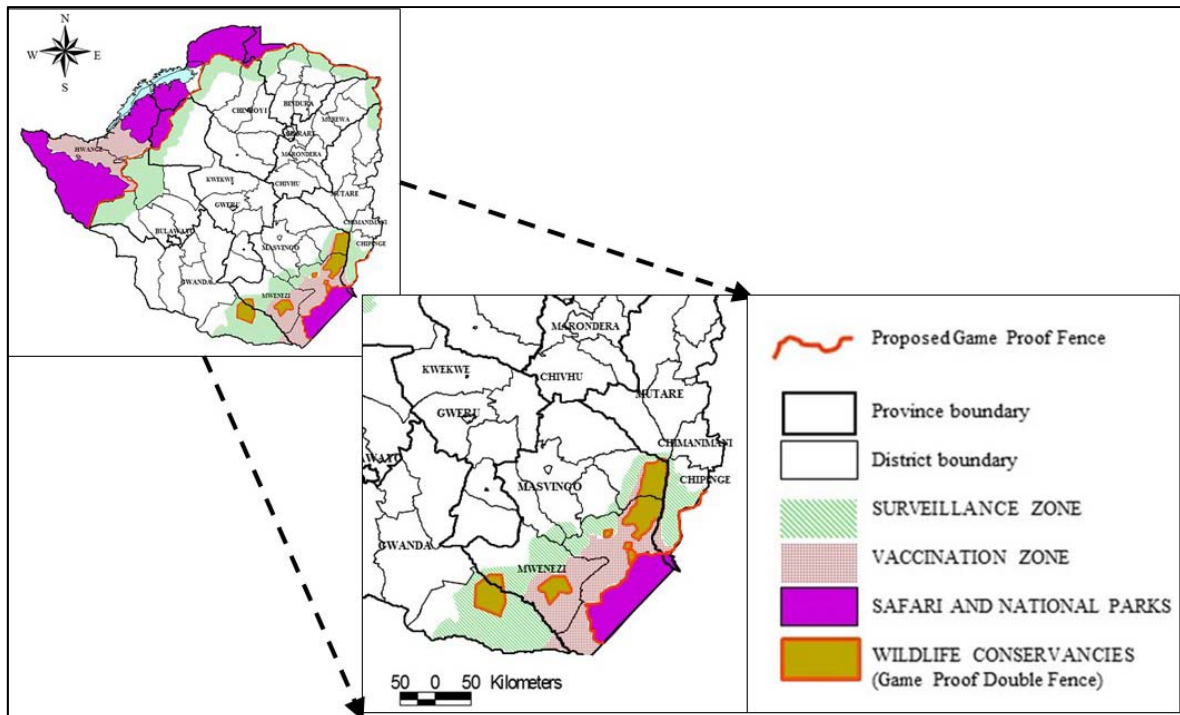 N
W E
S
CHINHOYI
BINDURA
MUREWA
HARARE
MARONDERA
HWANGE
KWEKWE
CHIVHU
GWERU
MUTARE
BULAWAYO
CHIMANIMANI
MASVINGO
CHIPINGE
GWANDA
MWENEZI
MARONDERA
KWEKWE
CHIVHU
GWERU
MUTARE
CHIMANIMANI
AWAYO
MASVINGO
CHIPINGE
GWANDA
MWENEZI
50 0 50 Kilometers
Proposed Game Proof Fence
Province boundary
District boundary
SURVEILLANCE ZONE
VACCINATION ZONE
SAFARI AND NATIONAL PARKS
WILDLIFE CONSERVANCIES
(Game Proof Double Fence)